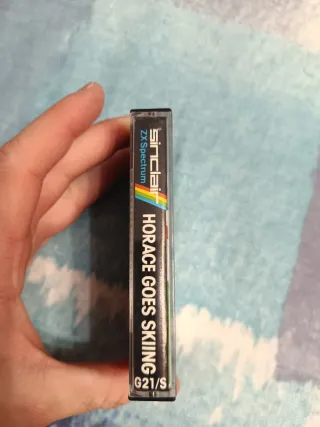 sinclair
ZX Spectrum
HORACE GOES SKIING
G21/S